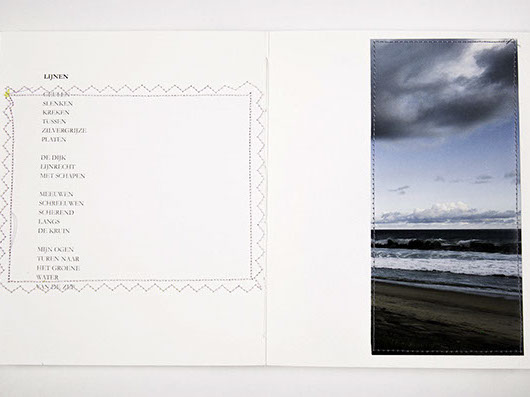 LIJNEN
GEULEN
SLENKEN
KREKEN
TUSSEN
ZILVERGRIJZE
PLATEN
DE DIJK
LIJNRECHT
MET SCHAPEN
MEEUWEN
SCHREEUWEN
SCHEREND
LANGS
DE KRUIN
MIJN OGEN
TUREN NAAR
HET GROENE
WATER
VAN DE ZEE